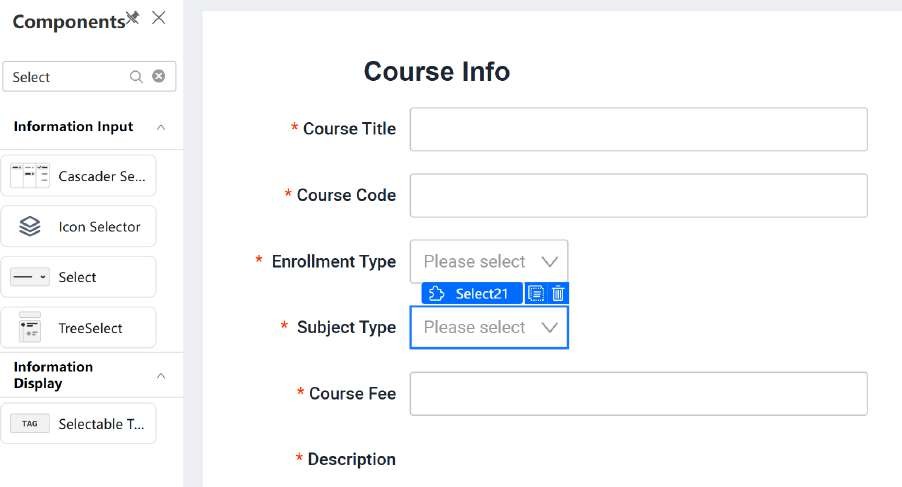 Components
Select
Information Input
Cascader Se...
Icon Selector
Select
TreeSelect
Information
Display
TAG
Selectable T...
Course Info
* Course Title
* Course Code
* Enrollment Type
Please select
Select21
* Subject Type
Please select
* Course Fee
* Description